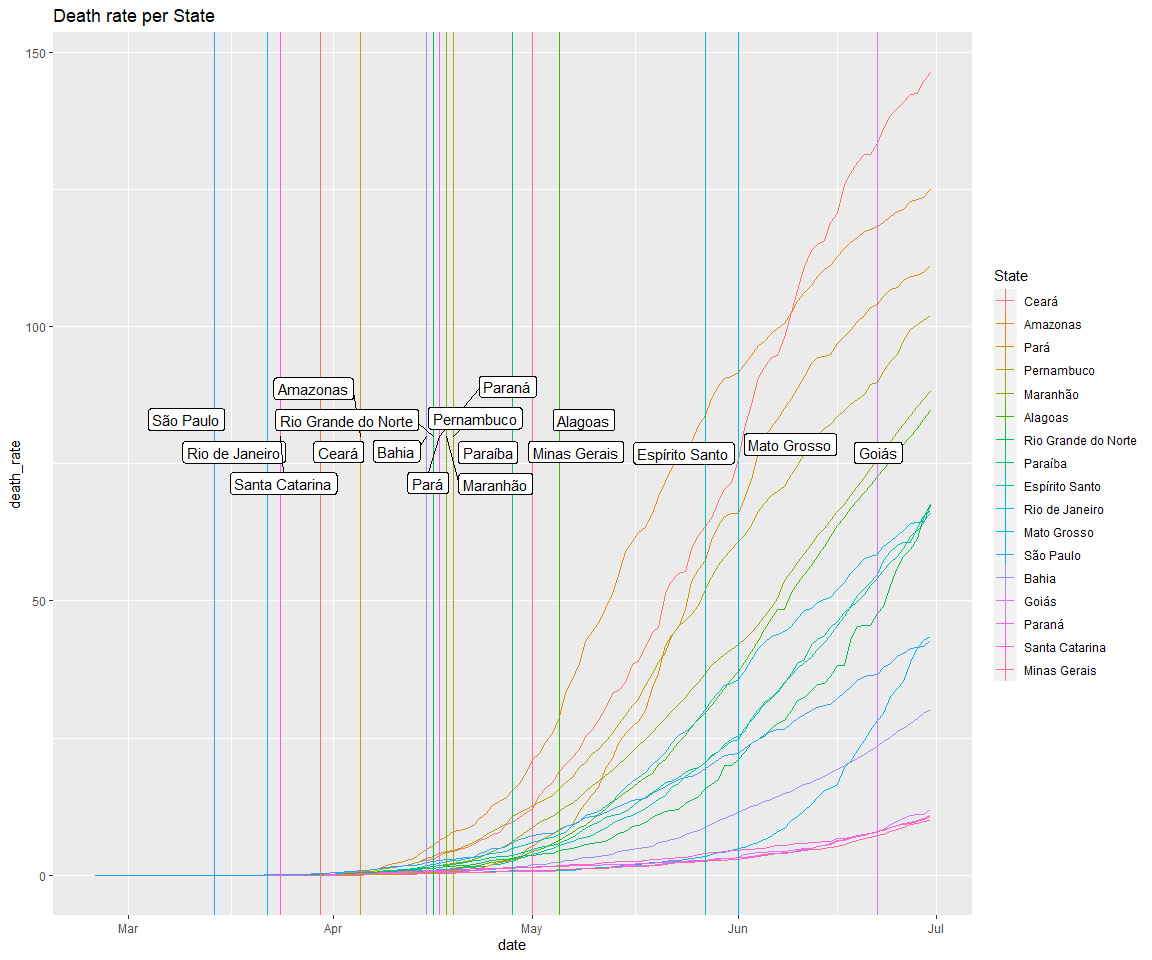 Death rate per State
150
100
50
0
death_rate
Amazonas
Paraná
São Paulo
Rio Grande do Norte
Pernambuco
Alagoas
Rio de Janeiro
Ceará
Bahia
Paraíba
Minas Gerais
Espírito Santo
Mato Grosso
Goiás
Santa Catarina
Pará
Maranhão
Mar
Apr
May
Jun
Jul
date
State
Ceará
Amazonas
Pará
Pernambuco
Maranhão
Alagoas
Rio Grande do Norte
Paraíba
Espírito Santo
Rio de Janeiro
Mato Grosso
São Paulo
Bahia
Goiás
Paraná
Santa Catarina
Minas Gerais